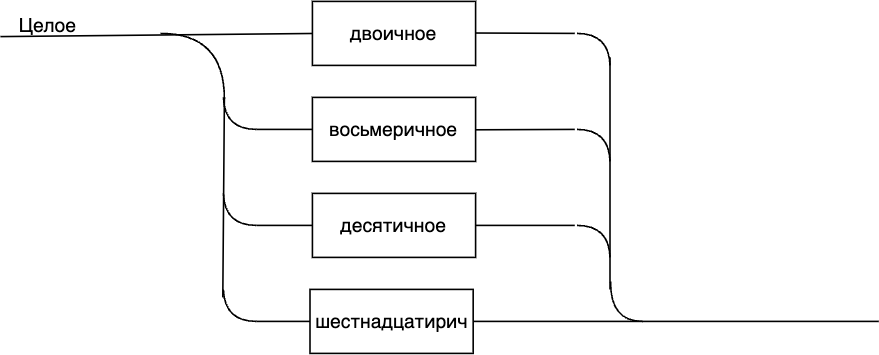 Целое
двоичное
восьмеричное
десятичное
шестнадцатирич